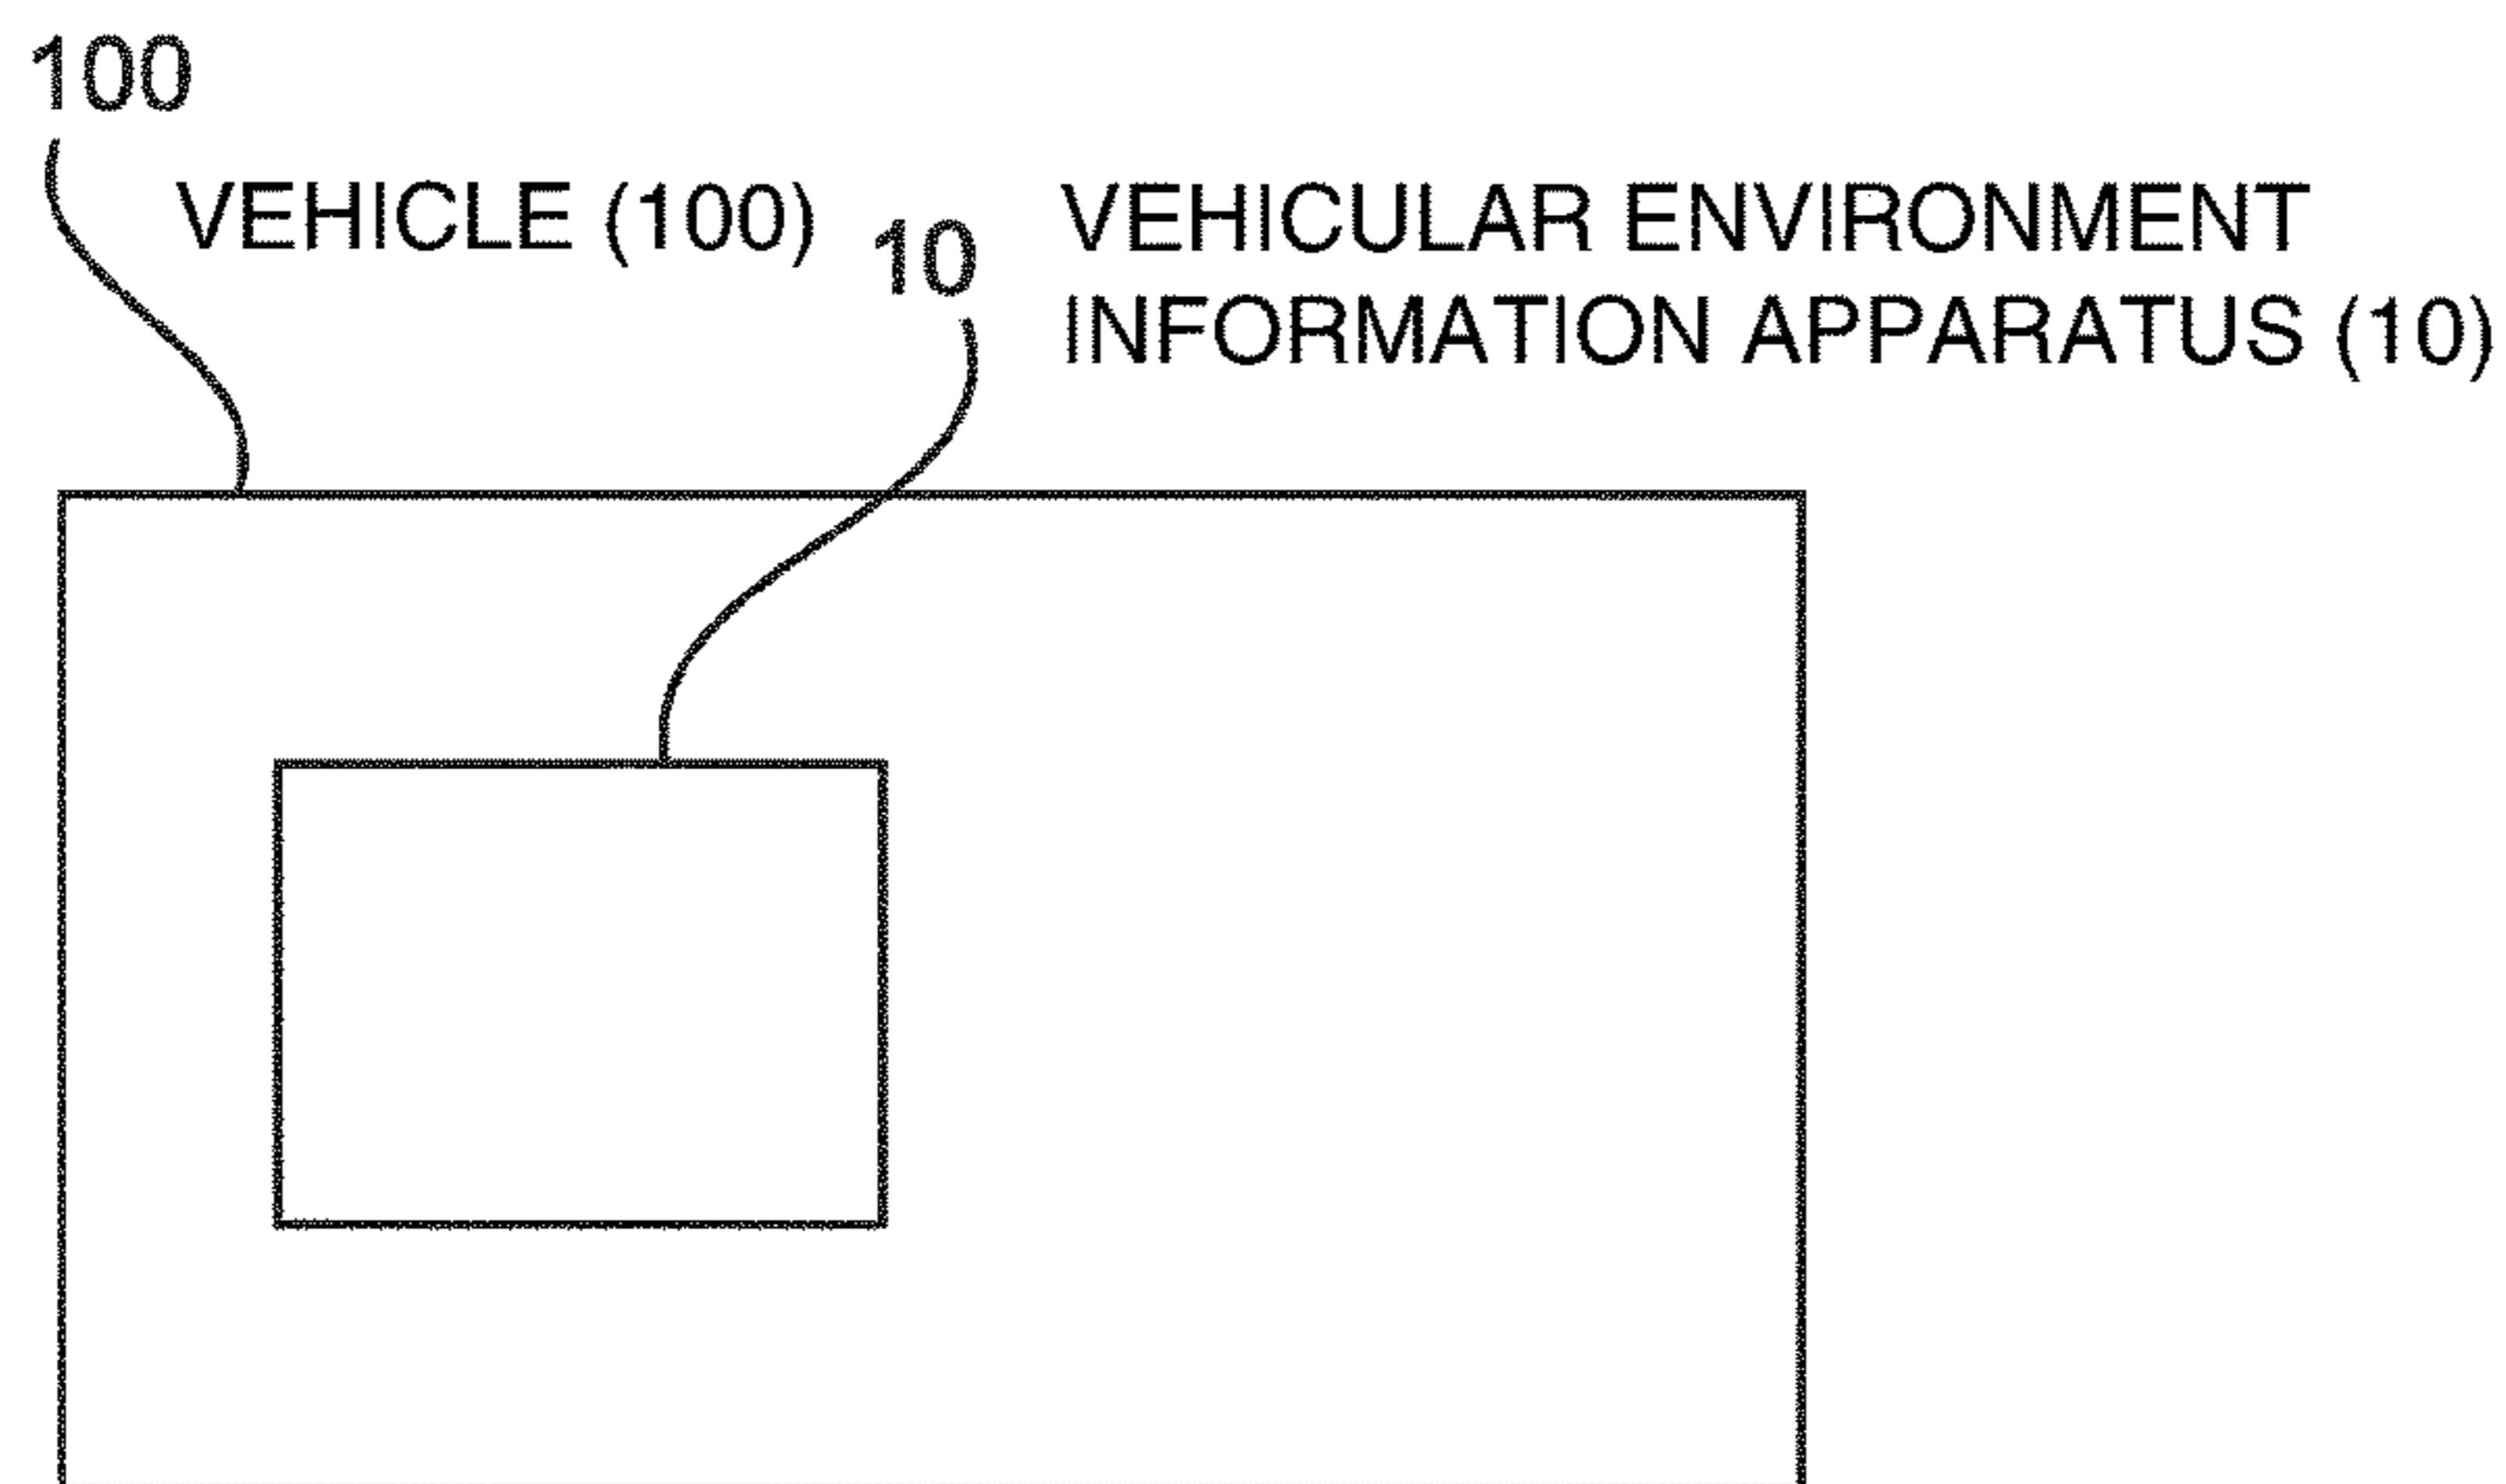 100
VEHICLE (100)
10
VEHICULAR ENVIRONMENT
INFORMATION APPARATUS (10)